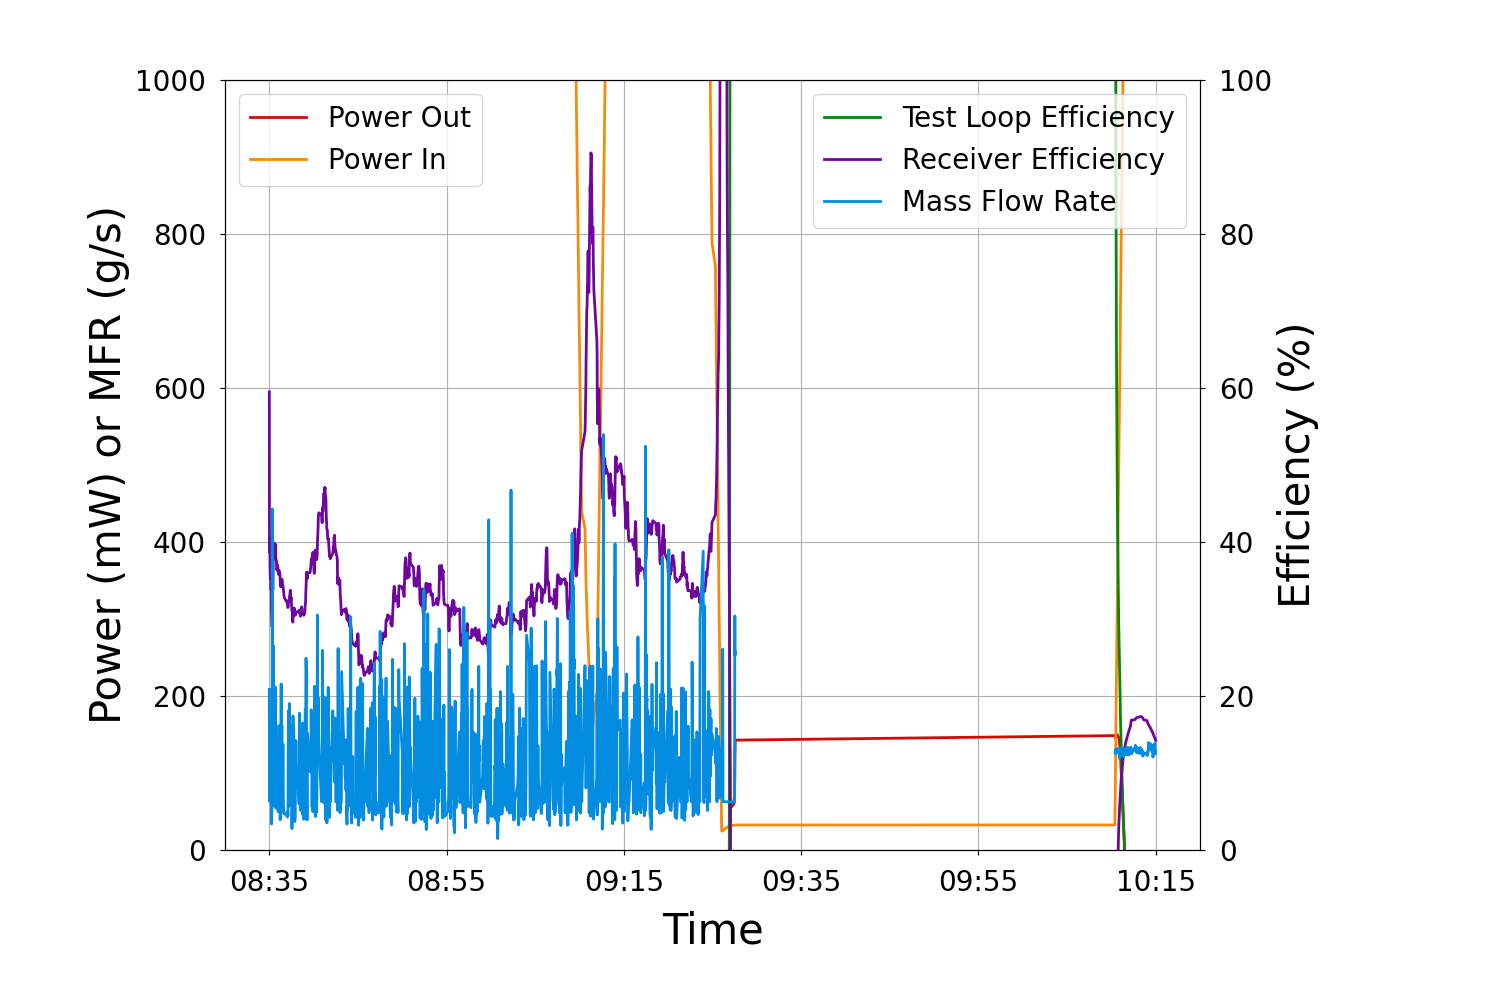 Power (mW) or MFR (g/s)
1000
800
600
400
200
0
Power Out
Power In
Test Loop Efficiency
Receiver Efficiency
Mass Flow Rate
100
80
60
40
20
0
Efficiency (%)
08:35 08:55 09:15 09:35 09:55 10:15
Time